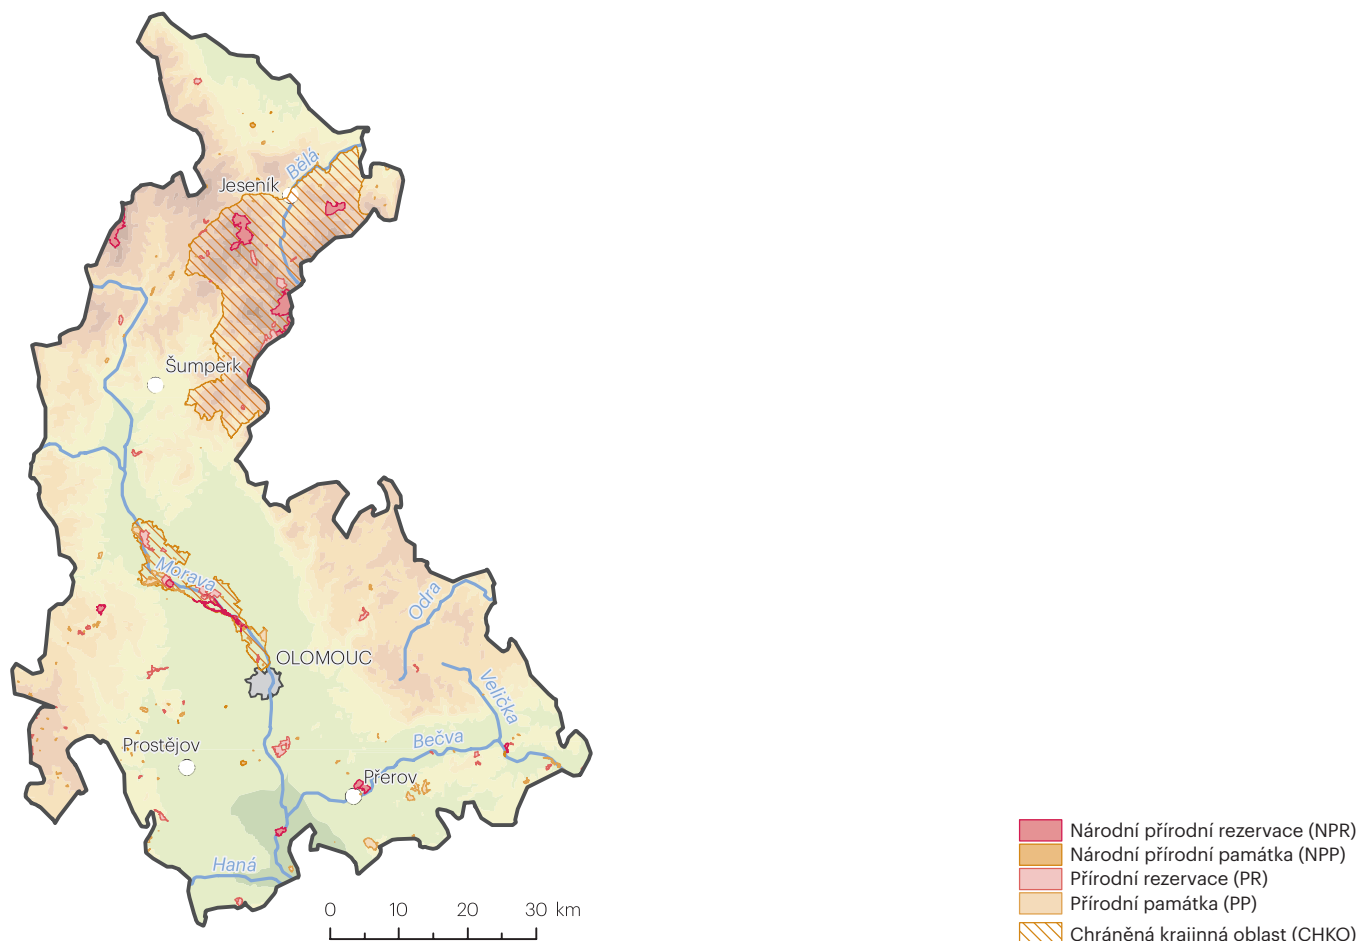 Bělá
Jeseník
Šumperk
Morava
Odra
OLOMOUC
Velička
Prostějov
Bečva
Přerov
Haná
0 10 20 30 km
Národní přírodní rezervace (NPR)
Národní přírodní památka (NPP)
Přírodní rezervace (PR)
Přírodní památka (PP)
Chráněná krajinná oblast (CHKO)